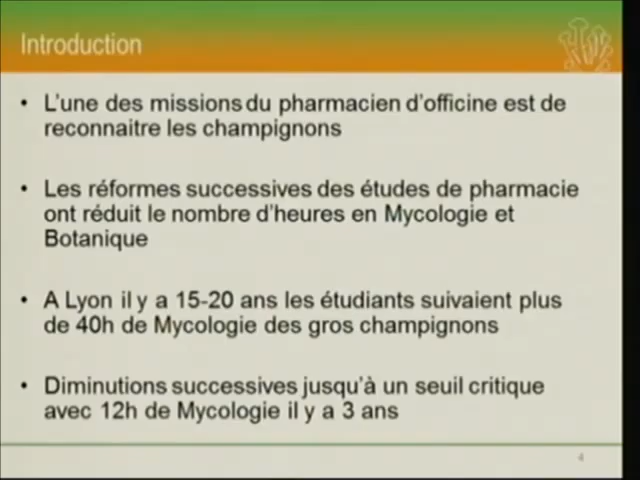 Introduction
• L'une des missions du pharmacien d'officine est de
reconnaitre les champignons
• Les réformes successives des études de pharmacie
ont réduit le nombre d'heures en Mycologie et
Botanique
• A Lyon il y a 15-20 ans les étudiants suivaient plus
de 40h de Mycologie des gros champignons
• Diminutions successives jusqu'à un seuil critique
avec 12h de Mycologie il y a 3 ans
4